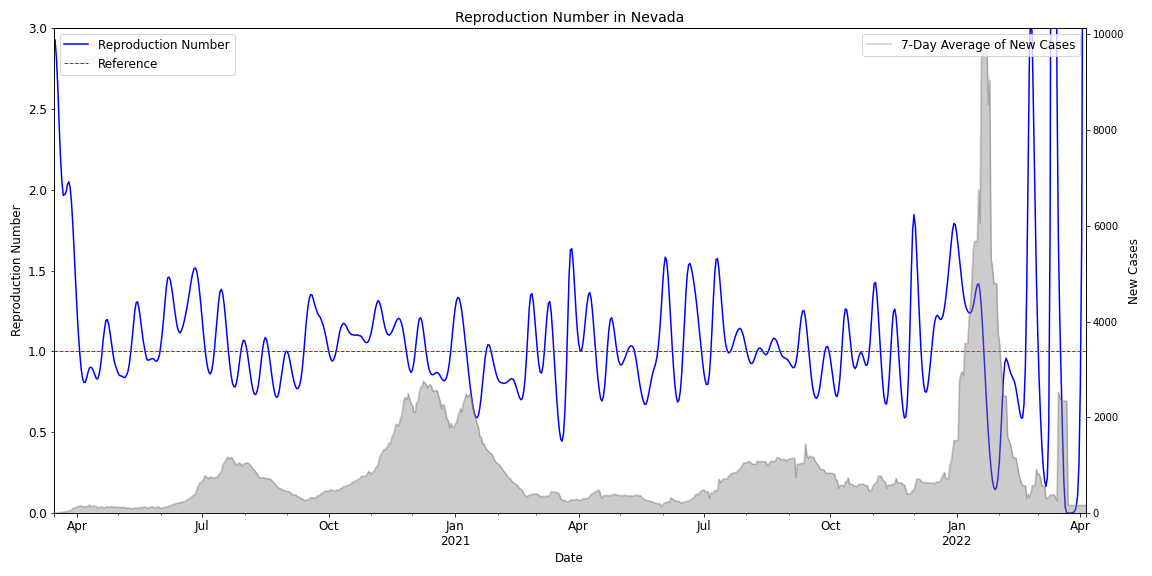 Reproduction Number in Nevada
Reproduction Number
Reference
7-Day Average of New Cases
3.0
2.5
2.0
1.5
1.0
0.5
0.0
Reproduction Number
10000
8000
6000
4000
2000
0
New Cases
Apr
Jul
Oct
Jan
2021
Apr
Jul
Oct
Jan
2022
Apr
Date